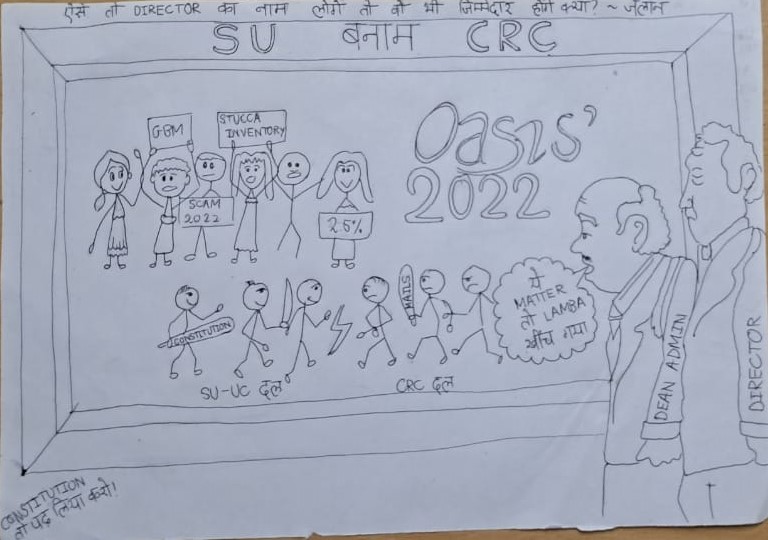 ऐसे तो DIRECTOR का नाम लोगे तो वो भी जिम्मेदार होंगे क्या? ~ जलान
SU बनाम CRC
GBM
STUCCA
INVENTORY
SCAM
2022
25%
Oasis'
2022
CONSTITUTION
MAILS
SU-UC दल
CRC दल
ये
MATTER
तो LAMBA
खींच गया
DEAN ADMIN
DIRECTOR
CONSTITUTION
तो पढ़ लिया करो!